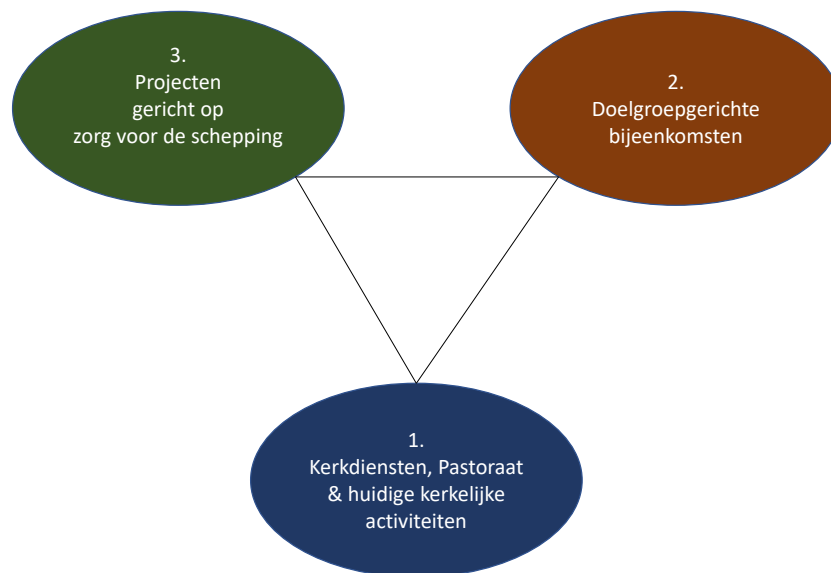 3.
Projecten
gericht op
zorg voor de schepping
2.
Doelgroepgerichte
bijeenkomsten
1.
Kerkdiensten, Pastoraat
& huidige kerkelijke
activiteiten